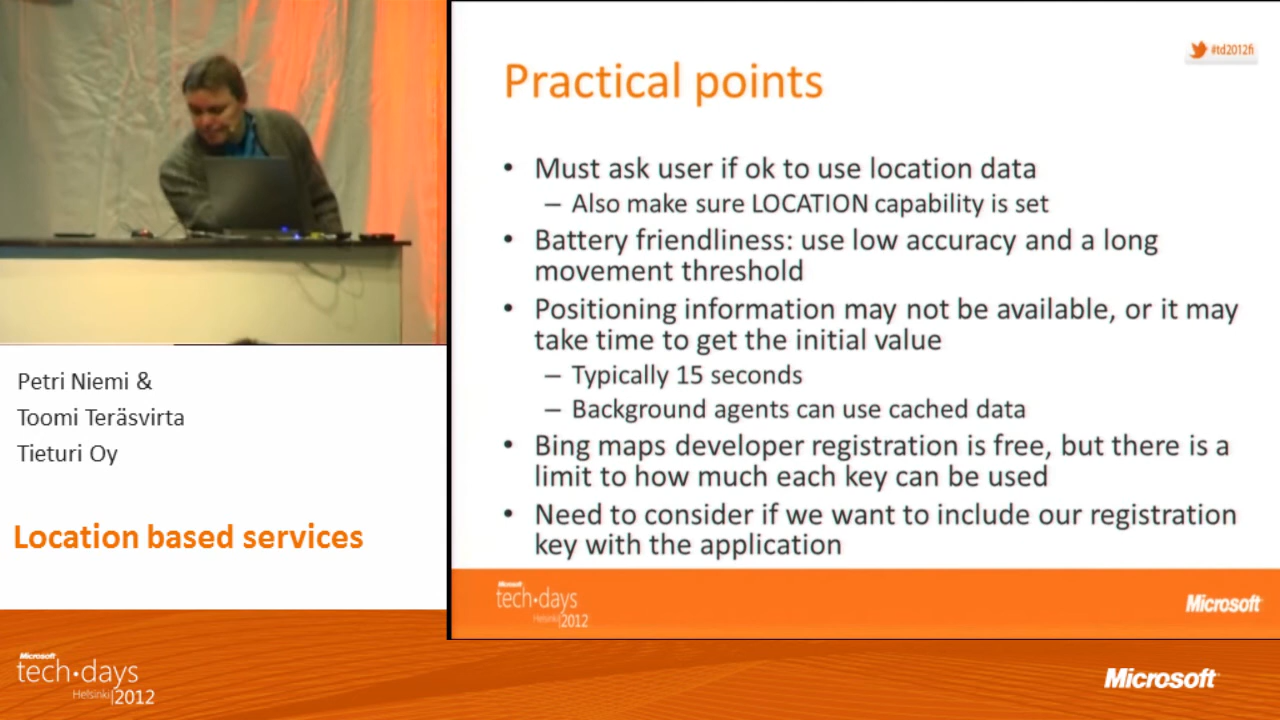 Petri Niemi &
Toomi Teräsvirta
Tieturi Oy
Location based services
Microsoft
tech·days
Helsinki|2012
Microsoft
#td2012fi
Practical points
• Must ask user if ok to use location data
– Also make sure LOCATION capability is set
• Battery friendliness: use low accuracy and a long
movement threshold
• Positioning information may not be available, or it may
take time to get the initial value
– Typically 15 seconds
– Background agents can use cached data
• Bing maps developer registration is free, but there is a
limit to how much each key can be used
• Need to consider if we want to include our registration
key with the application
Microsoft
tech·days
Helsinki|2012
Microsoft